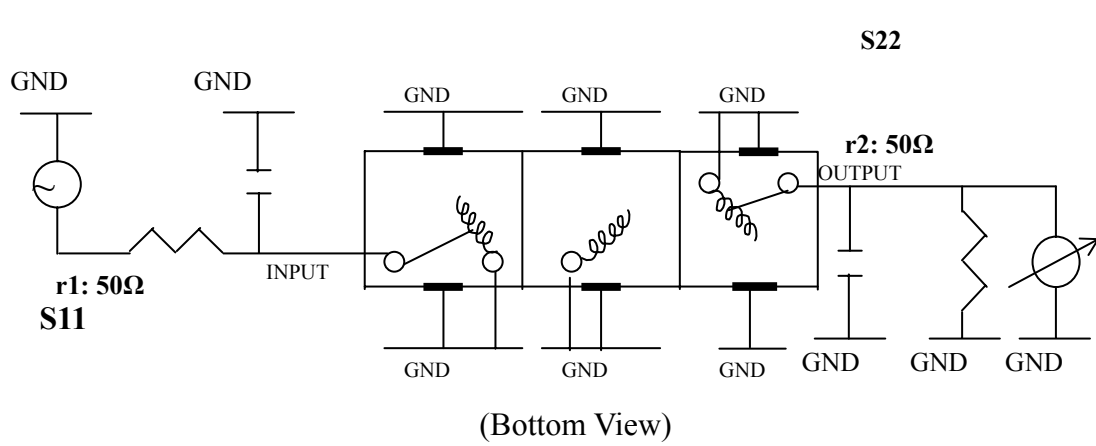 S22
GND
GND
GND
GND
GND
r2: 50Ω
OUTPUT
INPUT
r1: 50Ω
S11
GND
GND
GND
GND
GND
GND
(Bottom View)